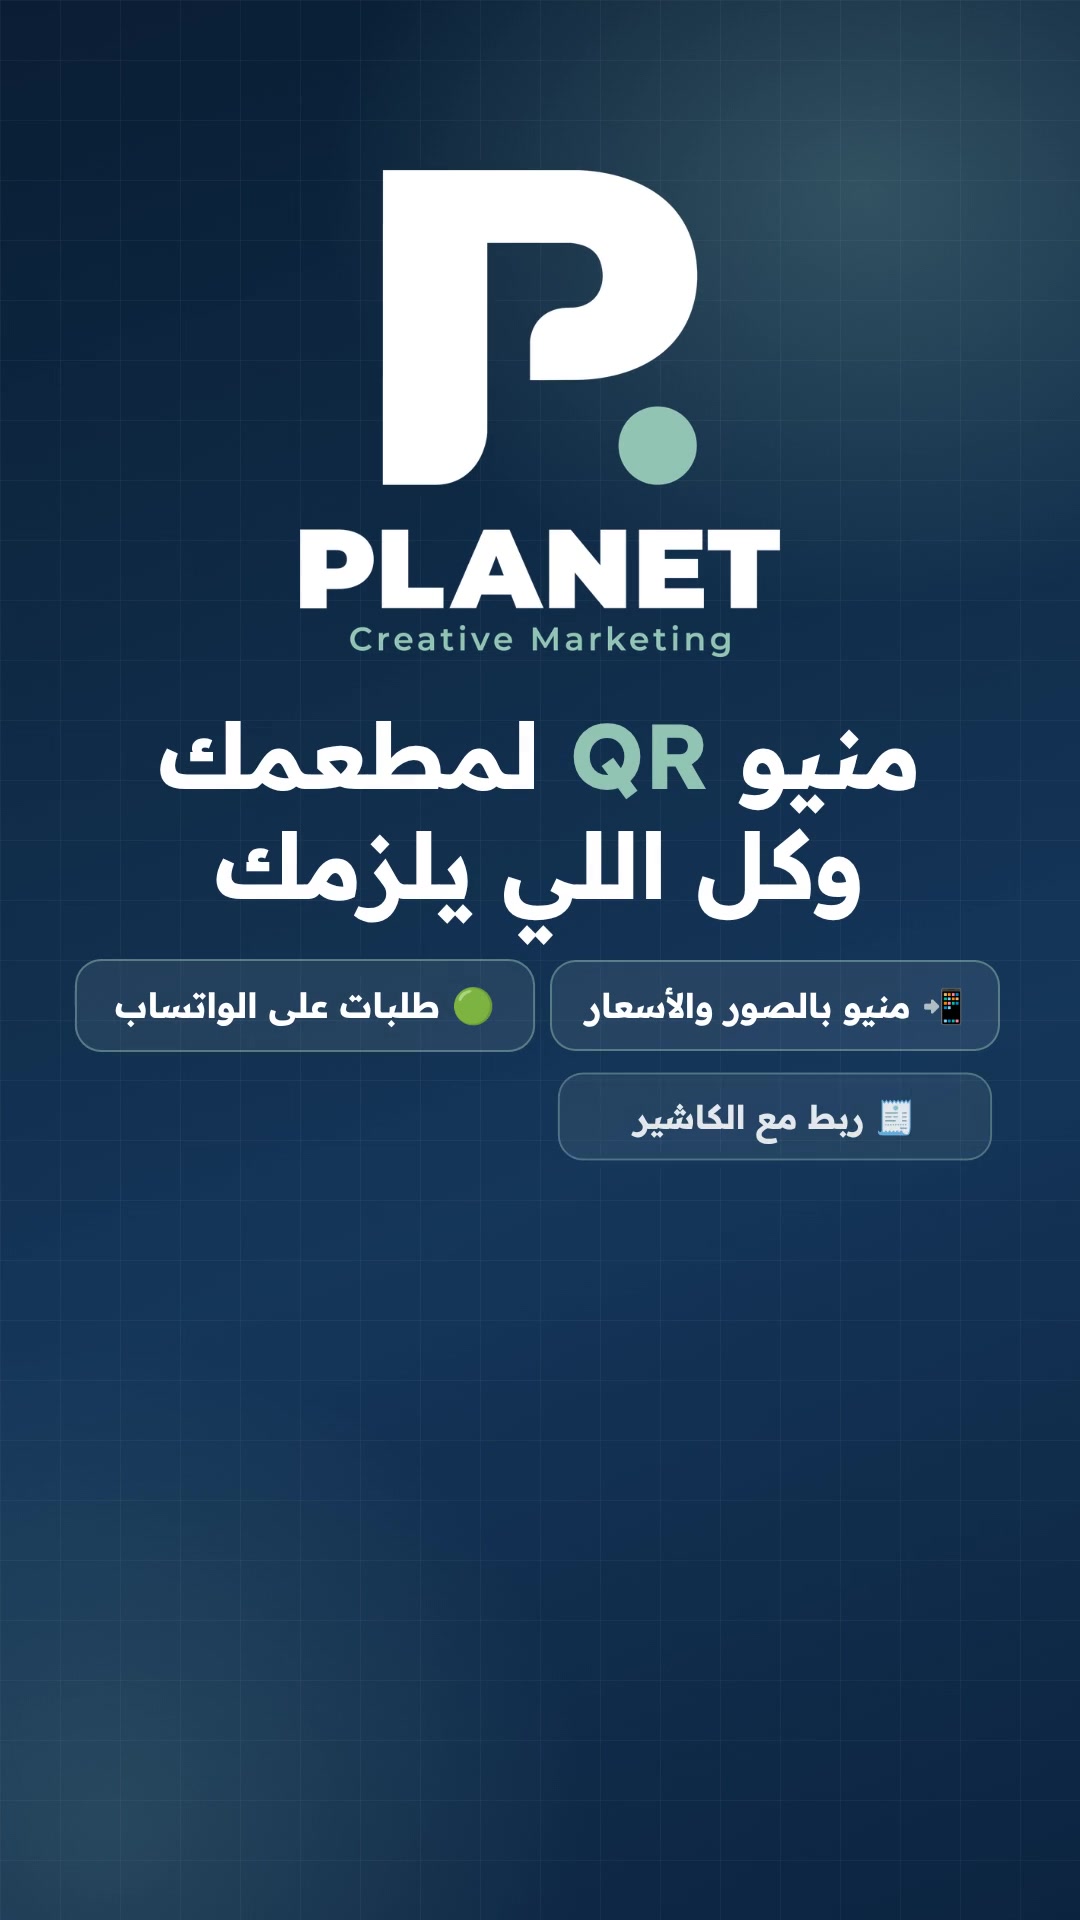 PLANET
Creative Marketing
منيو QR لمطعمك
وكل اللي يلزمك
منيو بالصور والأسعار
طلبات على الواتساب
ربط مع الكاشير